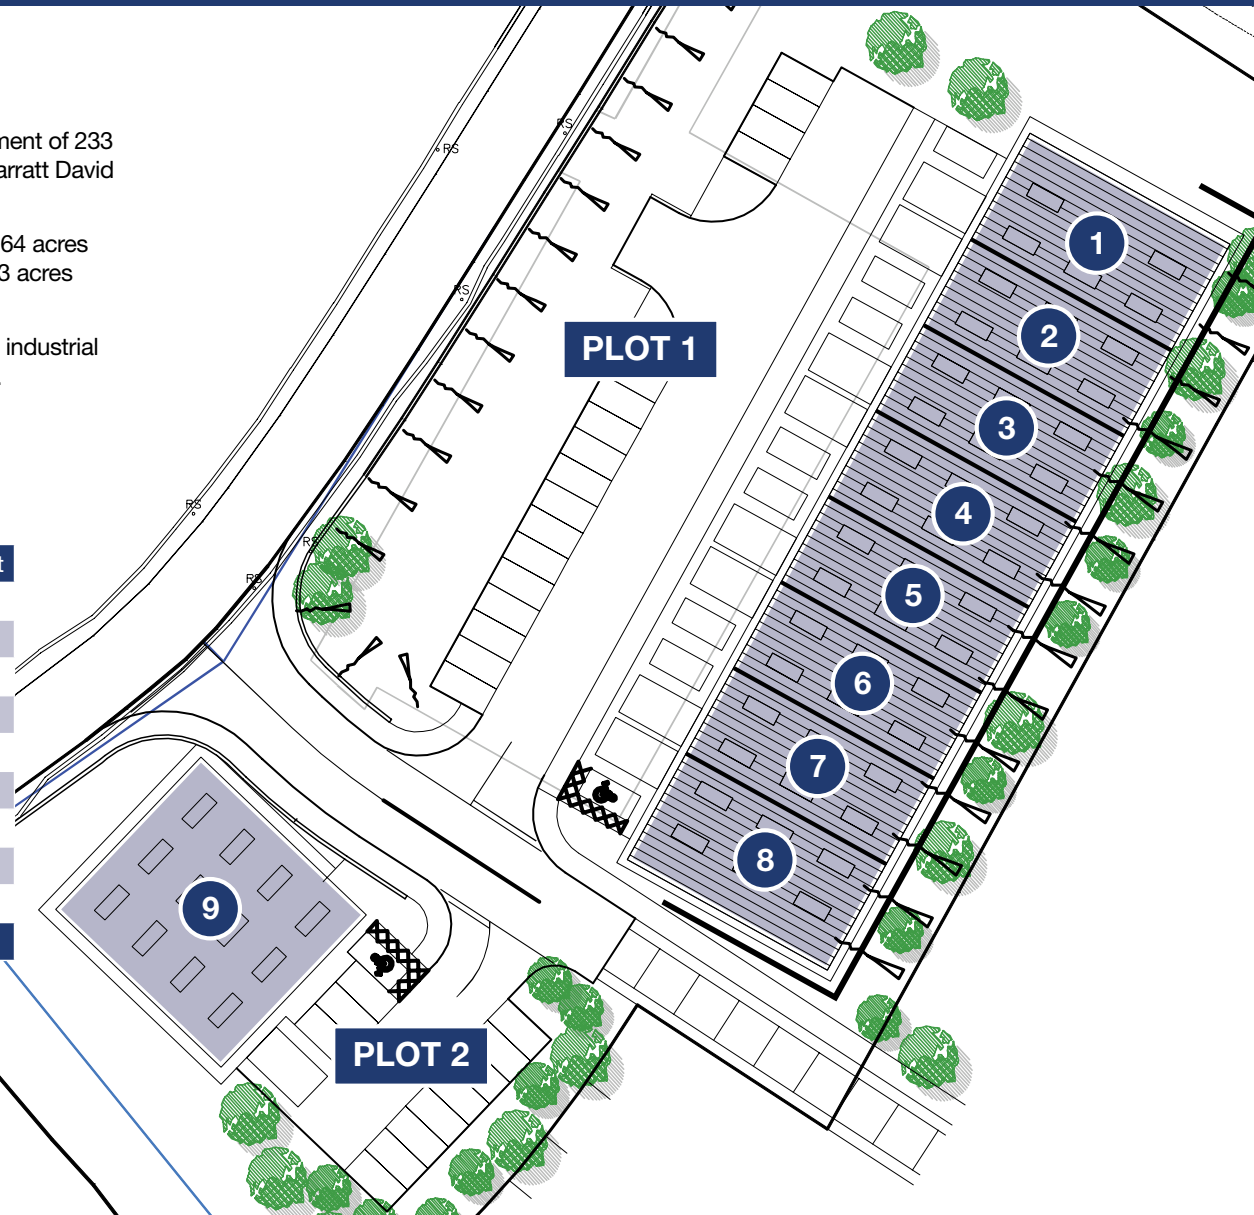 ment of 233
arratt David
64 acres
3 acres
industrial
t
RS
RS
RS
RS
RS
RS
PLOT 1
1
2
3
4
5
6
7
8
9
PLOT 2